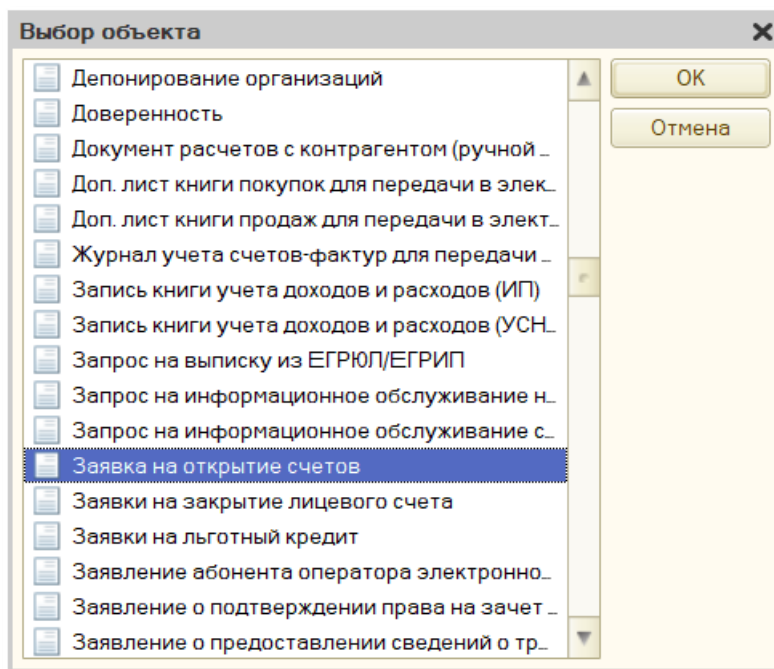 Выбор объекта
Депонирование организаций
ОК
Доверенность
Отмена
Документ расчетов с контрагентом (ручной ...
Доп. лист книги покупок для передачи в элек...
Доп. лист книги продаж для передачи в элект...
Журнал учета счетов-фактур для передачи ...
Запись книги учета доходов и расходов (ИП)
Запись книги учета доходов и расходов (УСН...
Запрос на выписку из ЕГРЮЛ/ЕГРИП
Запрос на информационное обслуживание н...
Запрос на информационное обслуживание с...
Заявка на открытие счетов
Заявки на закрытие лицевого счета
Заявки на льготный кредит
Заявление абонента оператора электронно...
Заявление о подтверждении права на зачет ...
Заявление о предоставлении сведений о тр...